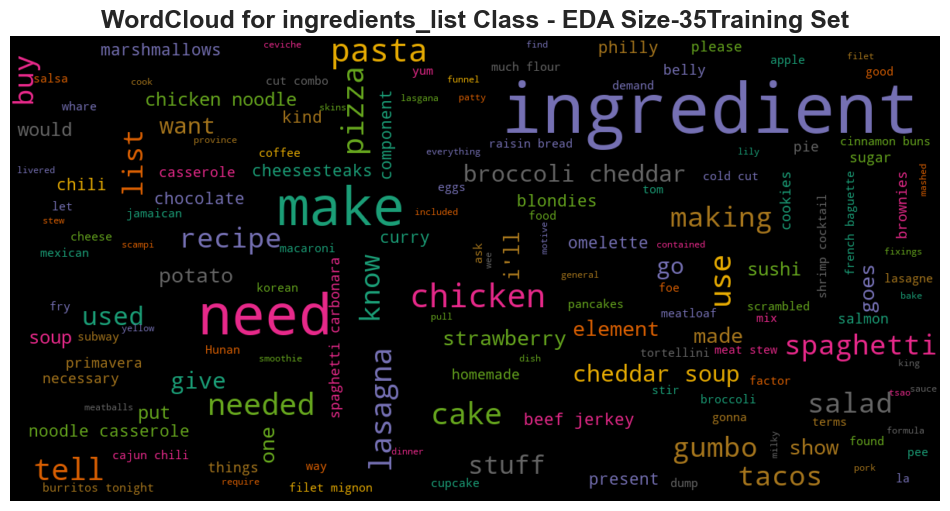 WordCloud for ingredients_list Class - EDA Size-35Training Set
marshmallows
ceviche
pasta
find
philly
please
filet
buy
salsa
cook
cut combo
yum
funnel
much flour
belly
apple
good
whare
chicken noodle
skins
lasgana
patty
demand
ingredient
would
want
kind
pizza
component
province
list
coffee
everything
raisin bread
lily
pie
cinnamon buns
sugar
livered
chili
casserole
cheesesteaks
broccoli cheddar
cold cut
mashed
let
chocolate
eggs
tom
blondies
cookies
brownies
stew
jamaican
make
included
food
making
french baguette
cheese
scampi
recipe
macaroni
curry
ask
wee
i'll
motive
omelette
shrimp cocktail
fixings
mexican
contained
potato
know
general
go
use
sushi
goes
lasagne
fry
korean
spaghetti carbonara
chicken
foe
bake
used
need
pull
pancakes
meatloaf
scrambled
yellow
mix
salmon
soup
subway
strawberry
element
made
spaghetti
Hunan
smoothie
lasagna
dish
tortellini
meat stew
primavera
necessary
give
homemade
cheddar soup
factor
king
stir
tsao
sauce
meatballs
put
needed
cake
beef jerky
broccoli
salad
noodle casserole
one
gonna
terms
formula
cajun chili
dinner
gumbo
milky
show
found
pee
tell
things
way
stuff
burritos tonight
require
filet mignon
cupcake
present
dump
tacos
pork
la